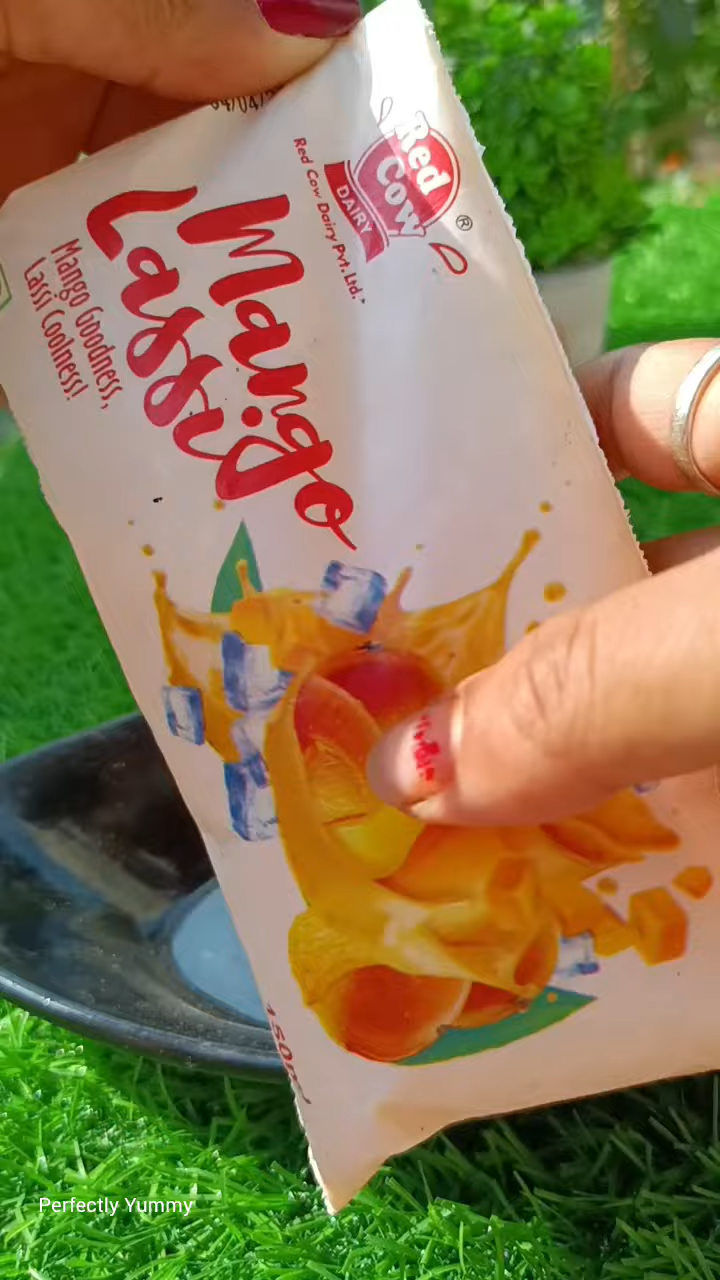 Red
Cow
DAIRY
®
Red Cow Dairy Pvt. Ltd.*
Mango
Lassi
Mango Goodness,
Lassi Coolness!
Perfectly Yummy